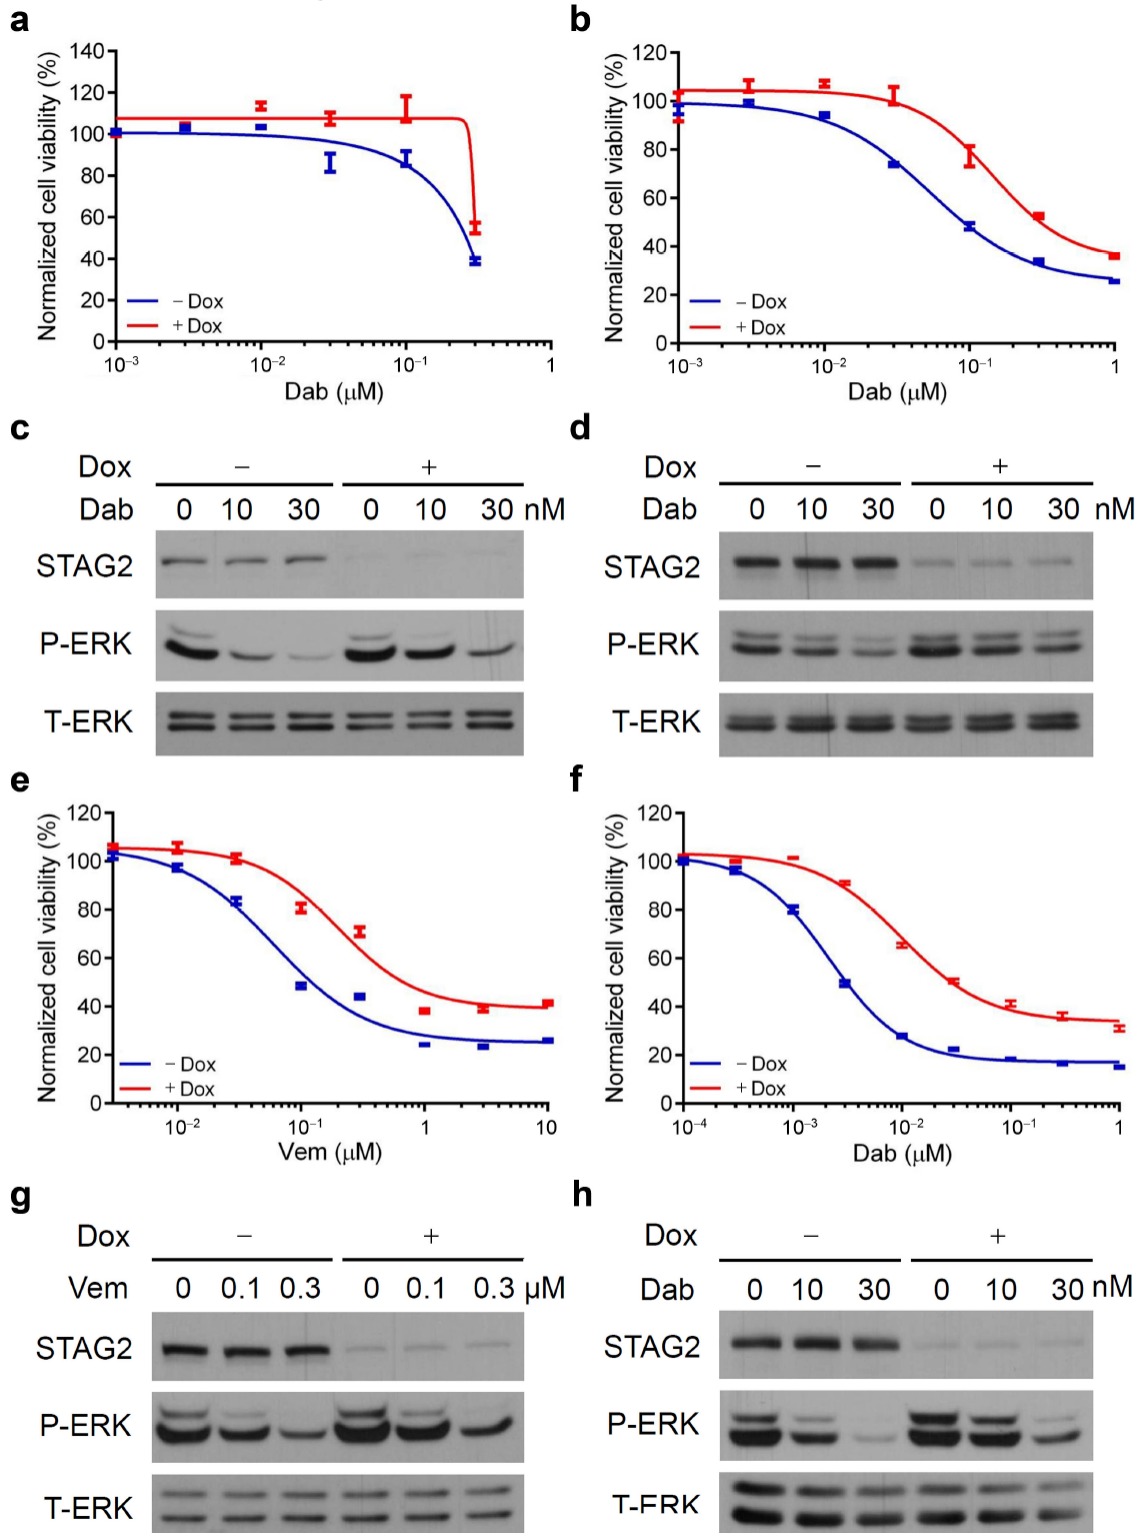 a
Normalized cell viability (%)
140
120
100
80
60
40
20
0
– Dox
+ Dox
10⁻³ 10⁻² 10⁻¹ 1
Dab (µM)
b
Normalized cell viability (%)
120
100
80
60
40
20
0
– Dox
+ Dox
10⁻³ 10⁻² 10⁻¹ 1
Dab (µM)
c
Dox – +
Dab 0 10 30 0 10 30 nM
STAG2
P-ERK
T-ERK
d
Dox – +
Dab 0 10 30 0 10 30 nM
STAG2
P-ERK
T-ERK
e
Normalized cell viability (%)
120
100
80
60
40
20
0
– Dox
+ Dox
10⁻² 10⁻¹ 1 10
Vem (µM)
f
Normalized cell viability (%)
120
100
80
60
40
20
0
– Dox
+ Dox
10⁻⁴ 10⁻³ 10⁻² 10⁻¹ 1
Dab (µM)
g
Dox – +
Vem 0 0.1 0.3 0 0.1 0.3 µM
STAG2
P-ERK
T-ERK
h
Dox – +
Dab 0 10 30 0 10 30 nM
STAG2
P-ERK
T-ERK